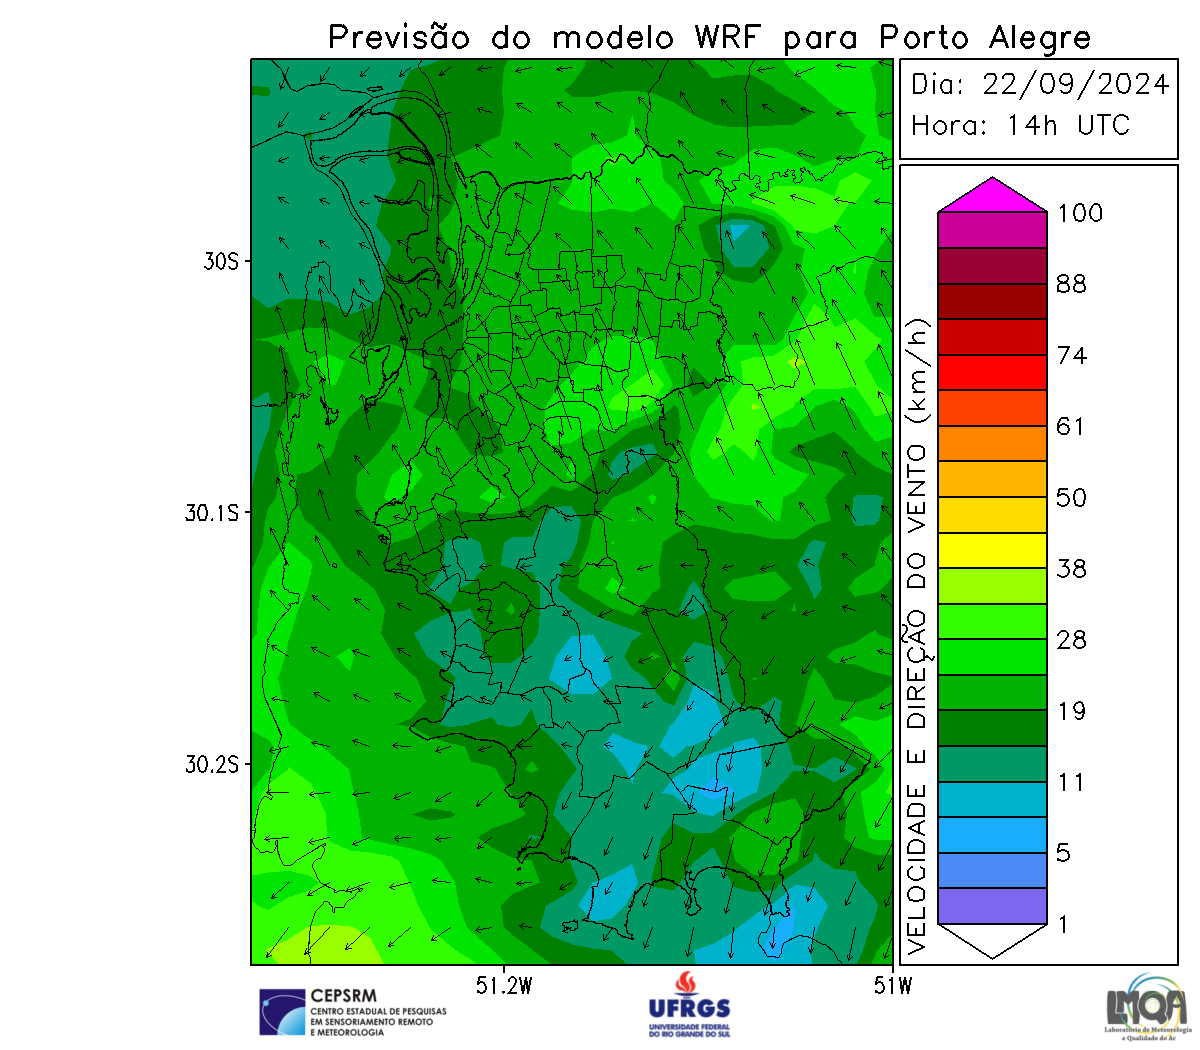 Previsão do modelo WRF para Porto Alegre
Dia: 22/09/2024
Hora: 14h UTC
30S
30.1S
30.2S
51.2W
51W
VELOCIDADE E DIREÇÃO DO VENTO (km/h)
100
88
74
61
50
38
28
19
11
5
1
CEPSRM
CENTRO ESTADUAL DE PESQUISAS
EM SENSORIAMENTO REMOTO
E METEOROLOGIA
UFRGS
UNIVERSIDADE FEDERAL
DO RIO GRANDE DO SUL
LMQA
Laboratório de Meteorologia
e Qualidade do Ar